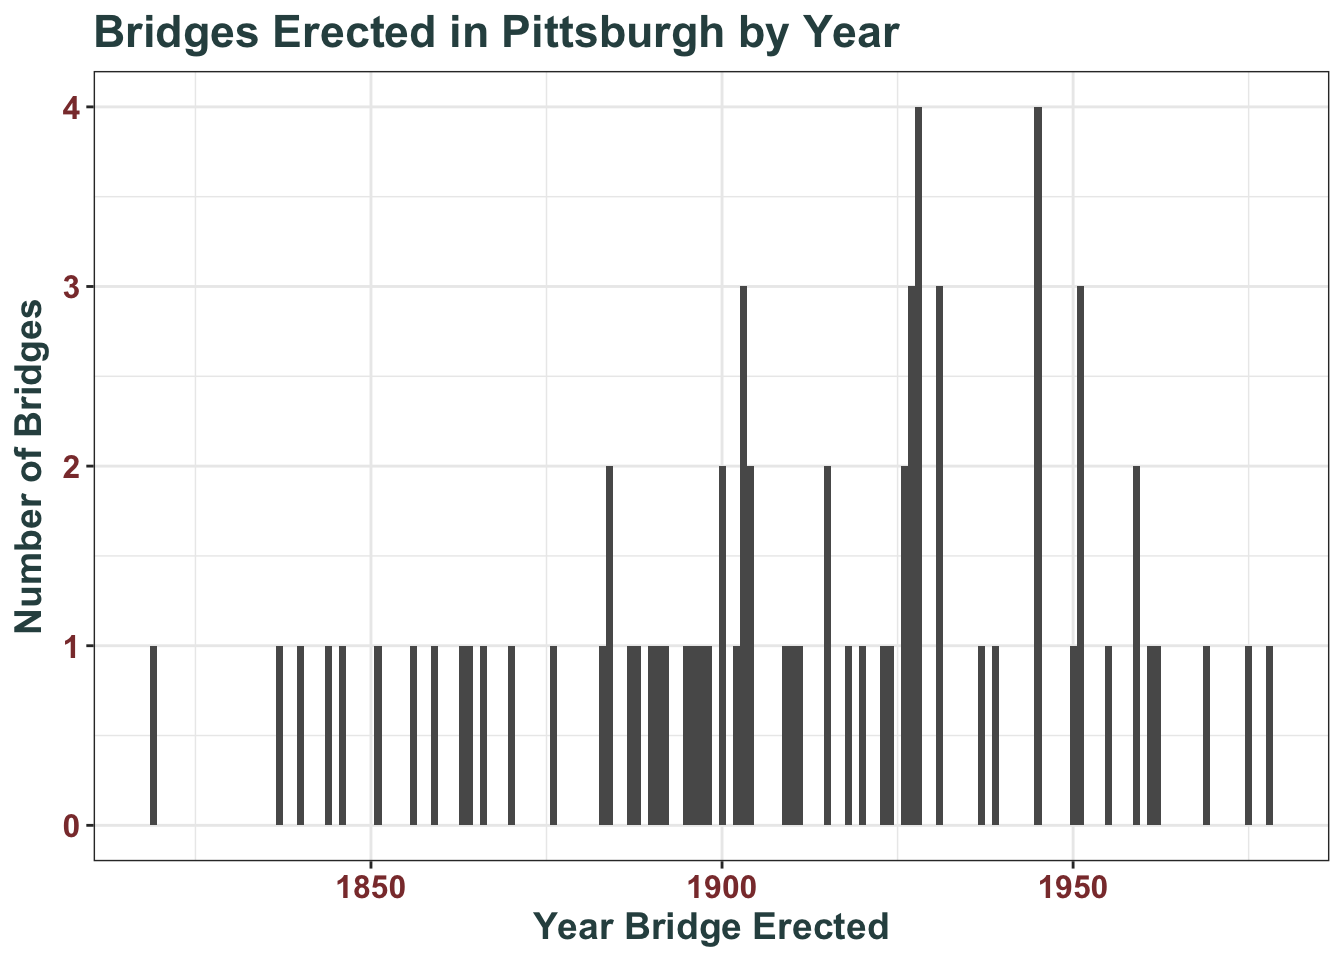 Bridges Erected in Pittsburgh by Year
Number of Bridges
4
3
2
1
0
1850 1900 1950
Year Bridge Erected